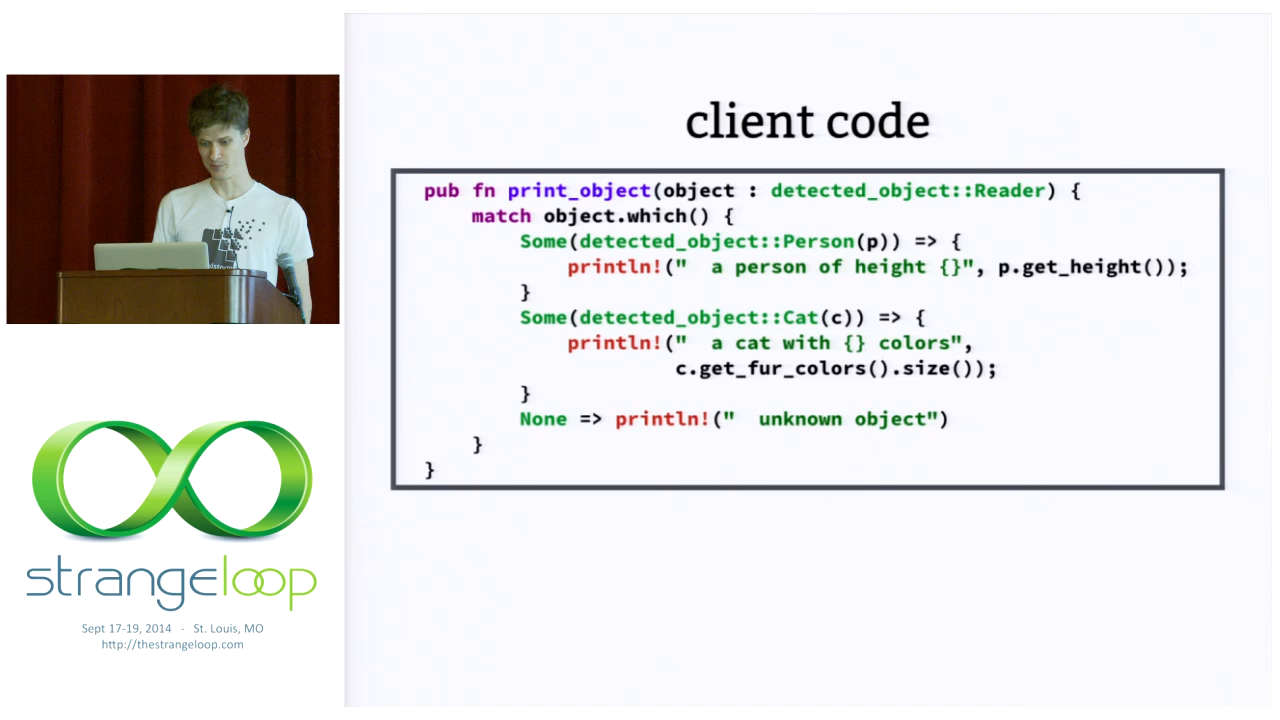 client code
pub fn print_object(object : detected_object::Reader) {
    match object.which() {
        Some(detected_object::Person(p)) => {
            println!("  a person of height {}", p.get_height());
        }
        Some(detected_object::Cat(c)) => {
            println!("  a cat with {} colors",
                     c.get_fur_colors().size());
        }
        None => println!("  unknown object")
    }
}
strangeloop
Sept 17-19, 2014 - St. Louis, MO
http://thestrangeloop.com